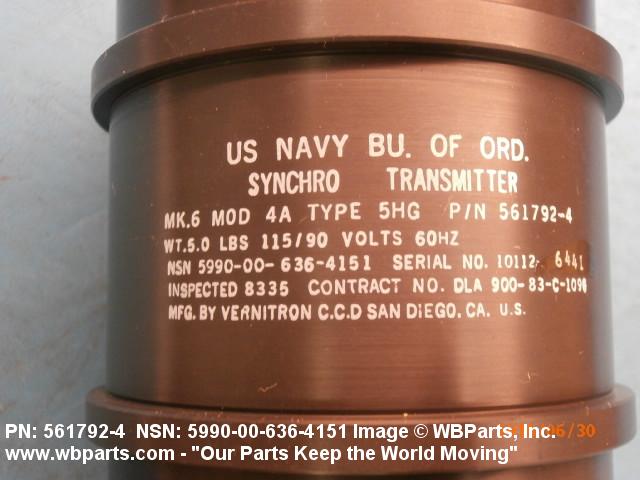 US NAVY BU. OF ORD.
SYNCHRO TRANSMITTER
MK.6 MOD 4A TYPE 5HG P/N 561792-4
WT.5.0 LBS 115/90 VOLTS 60HZ
NSN 5990-00-636-4151 SERIAL NO. 10112- 6441
INSPECTED 8335 CONTRACT NO. DLA 900-83-C-1098
MFG. BY VERNITRON C.C.D SAN DIEGO. CA. U.S.
PN: 561792-4 NSN: 5990-00-636-4151 Image © WBParts, Inc.
www.wbparts.com - "Our Parts Keep the World Moving"